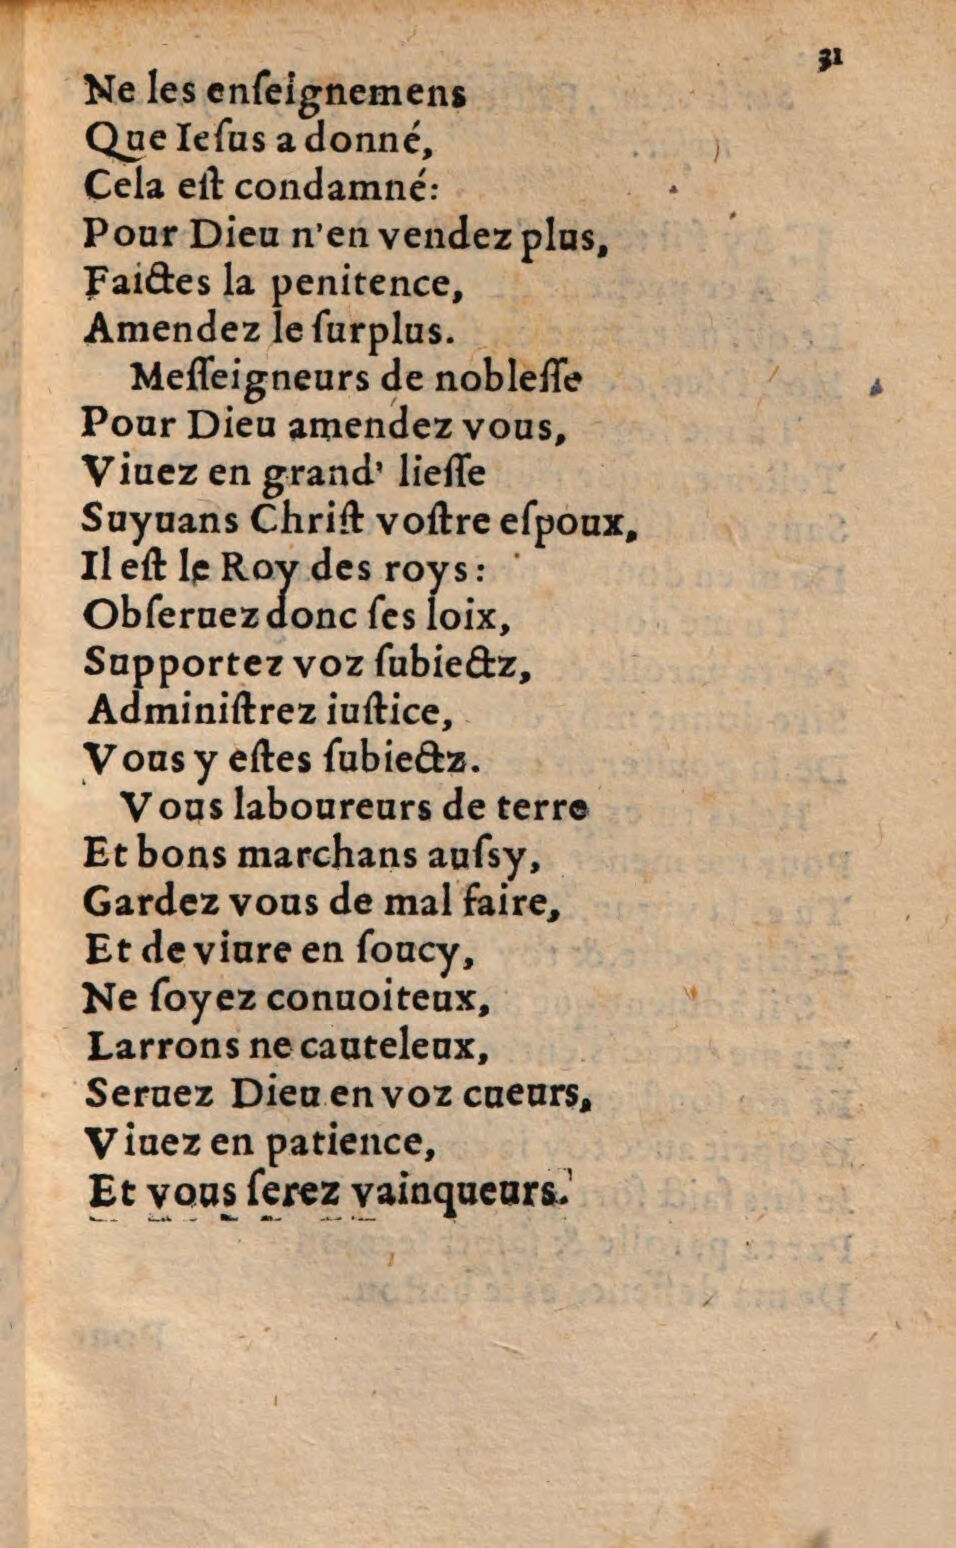 31
Ne les enſeignemens
Que Ieſus a donné,
Cela eſt condamné:
Pour Dieu n'en vendez plus,
Faictes la penitence,
Amendez le ſurplus.
Meſſeigneurs de nobleſſe
Pour Dieu amendez vous,
Viuez en grand' lieſſe
Suyuans Chriſt voſtre eſpoux,
Il eſt le Roy des roys:
Obſeruez donc ſes loix,
Supportez voz ſubiectz,
Adminiſtrez iuſtice,
Vous y eſtes ſubiectz.
Vous laboureurs de terre
Et bons marchans auſsy,
Gardez vous de mal faire,
Et de viure en ſoucy,
Ne ſoyez conuoiteux,
Larrons ne cauteleux,
Seruez Dieu en voz cueurs,
Viuez en patience,
Et vous ſerez vainqueurs.